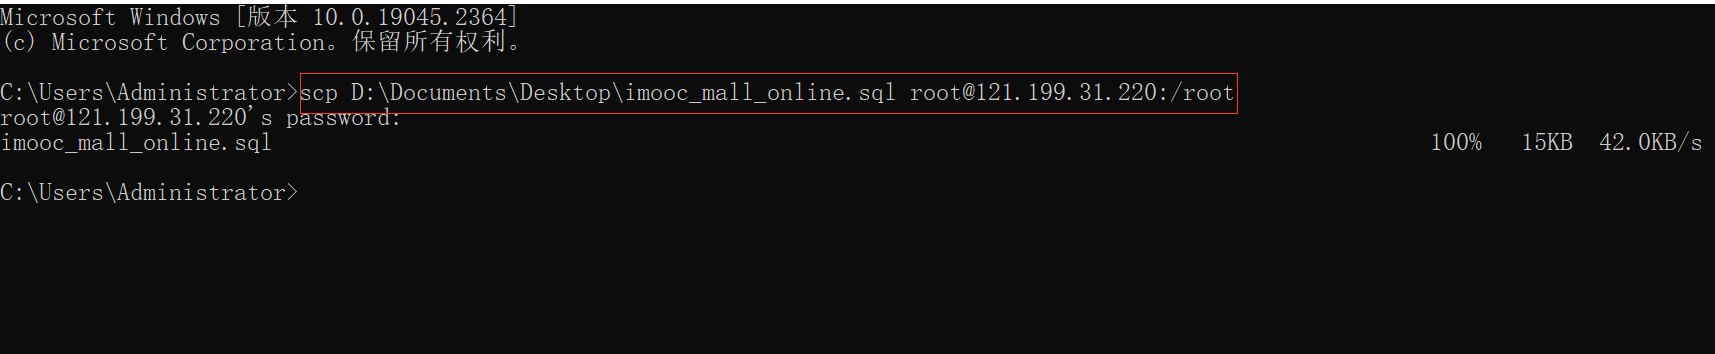 Microsoft Windows [版本 10.0.19045.2364]
(c) Microsoft Corporation。保留所有权利。
C:\Users\Administrator>scp D:\Documents\Desktop\imooc_mall_online.sql root@121.199.31.220:/root
root@121.199.31.220's password:
imooc_mall_online.sql 100% 15KB 42.0KB/s
C:\Users\Administrator>